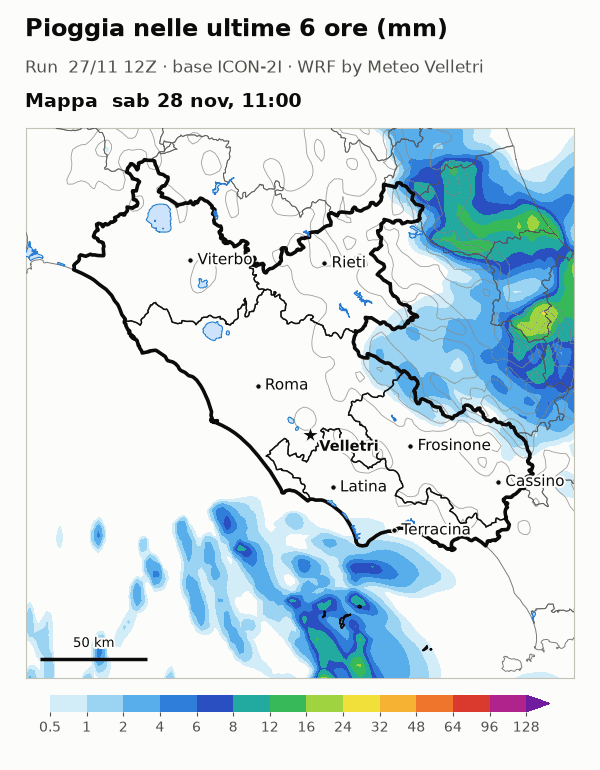 Pioggia nelle ultime 6 ore (mm)
Run  27/11 12Z · base ICON-2I · WRF by Meteo Velletri
Mappa  sab 28 nov, 11:00
Viterbo
Rieti
Roma
Velletri
Frosinone
Cassino
Latina
Terracina
50 km
0.5 1 2 4 6 8 12 16 24 32 48 64 96 128